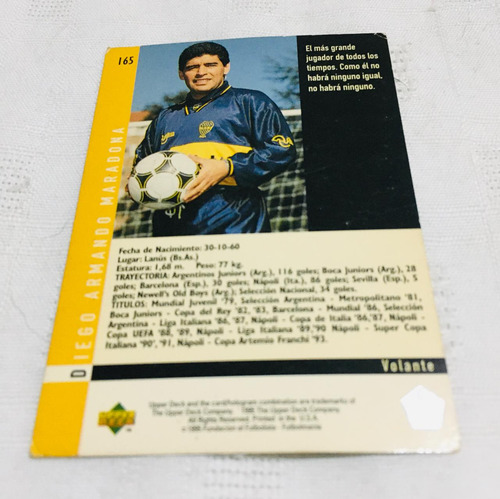 165
El más grande
jugador de todos los
tiempos. Como él no
habrá ninguno igual,
no habrá ninguno.
DIEGO ARMANDO MARADONA
Fecha de Nacimiento: 30-10-60
Lugar: Lanús (Bs.As.)
Estatura: 1,68 m. Peso: 77 kg.
TRAYECTORIA: Argentinos Juniors (Arg.), 116 goles; Boca Juniors (Arg.), 28
goles; Barcelona (Esp.), 30 goles; Nápoli (Ita.), 86 goles; Sevilla (Esp.), 5
goles; Newell's Old Boys (Arg.); Selección Nacional, 34 goles.
TITULOS: Mundial Juvenil '79, Selección Argentina - Metropolitano '81,
Boca Juniors - Copa del Rey '82, '83, Barcelona - Mundial '86, Selección
Argentina - Liga Italiana '86, '87, Nápoli - Copa de Italia '86,'87, Nápoli -
Copa UEFA '88, '89, Nápoli - Liga Italiana '89,'90 Nápoli - Super Copa
Italiana '90', '91, Nápoli - Copa Artemio Franchi '93.
Volante
Upper Deck and the card/hologram combination are trademarks of
The Upper Deck Company. The Upper Deck Company.
All Rights Reserved. Printed in the U.S.A.
UPPER DECK